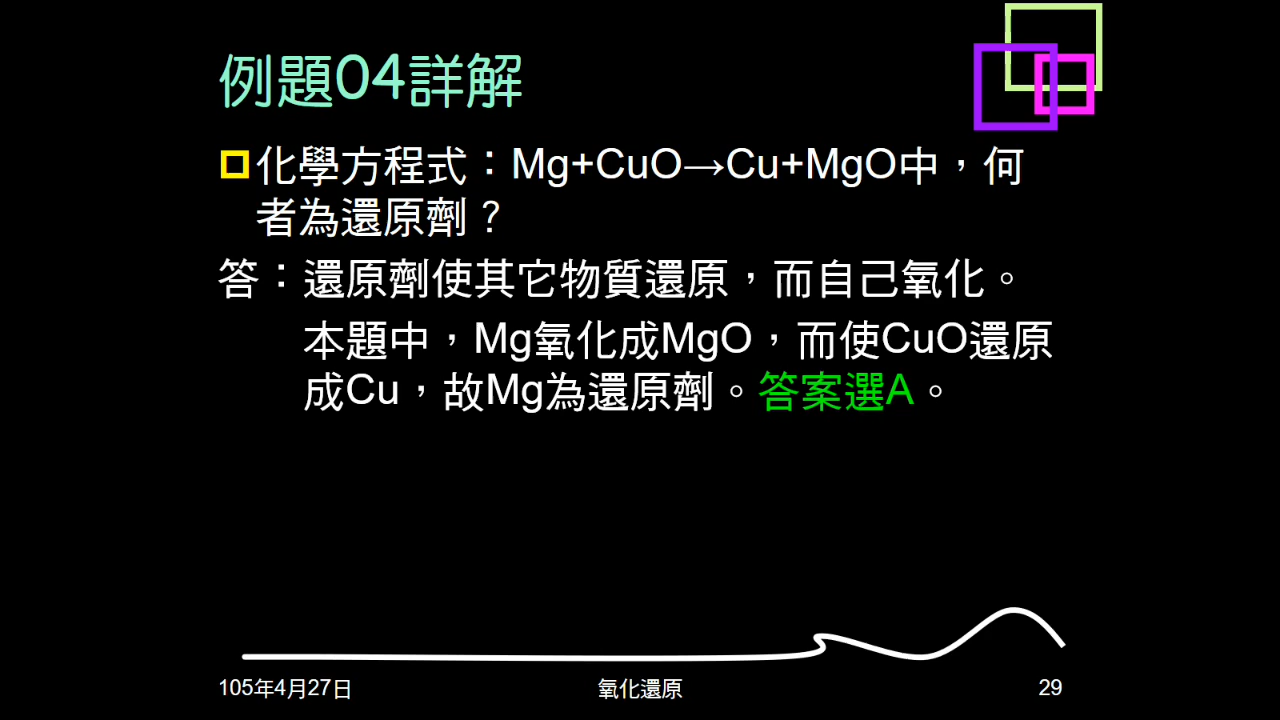 例題04詳解
化學方程式：Mg+CuO→Cu+MgO中，何
者為還原劑？
答：還原劑使其它物質還原，而自己氧化。
本題中，Mg氧化成MgO，而使CuO還原
成Cu，故Mg為還原劑。答案選A。
105年4月27日
氧化還原
29